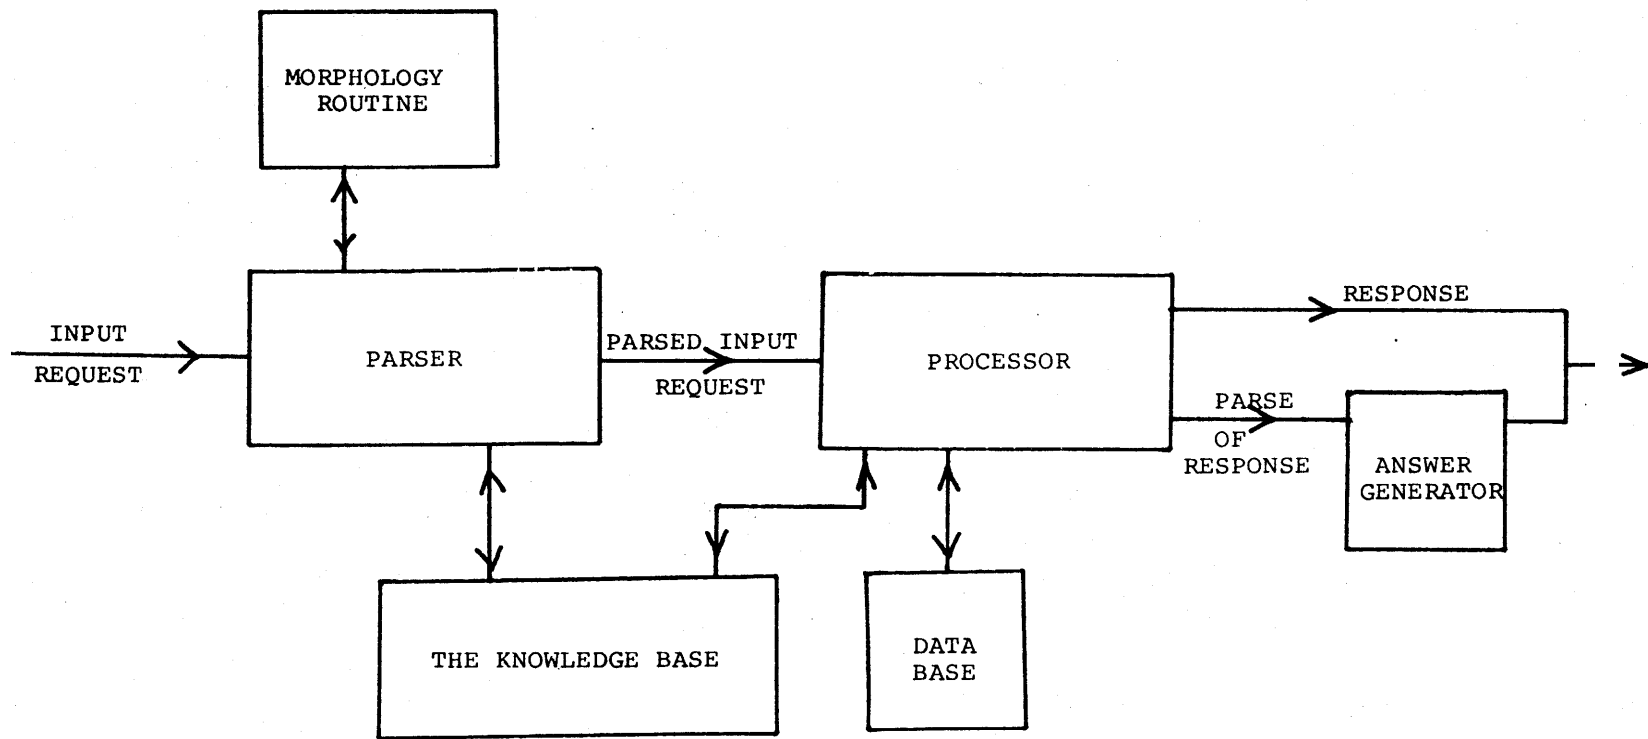 MORPHOLOGY
ROUTINE
INPUT
REQUEST
PARSER
PARSED INPUT
REQUEST
PROCESSOR
RESPONSE
PARSE
OF
RESPONSE
ANSWER
GENERATOR
THE KNOWLEDGE BASE
DATA
BASE